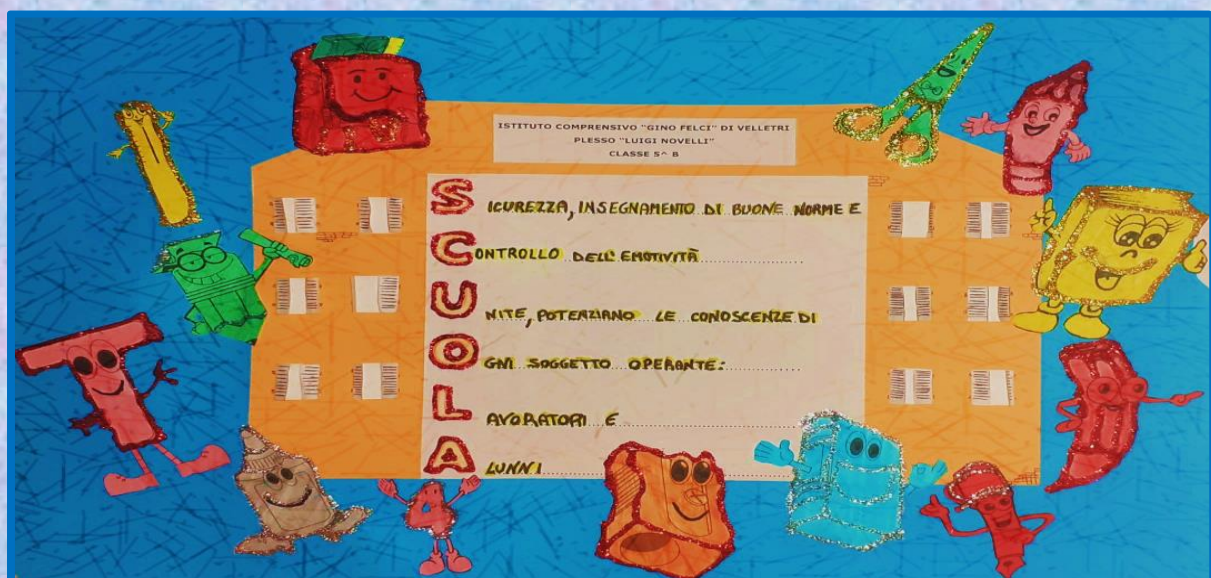 ISTITUTO COMPRENSIVO "GINO FELCI" DI VELLETRI
PLESSO "LUIGI NOVELLI"
CLASSE 5^ B
SICUREZZA, INSEGNAMENTO DI BUONE NORME E
CONTROLLO DELL'EMOTIVITÀ
UNITE, POTENZIANO LE CONOSCENZE DI
OGNI SOGGETTO OPERANTE:
LAVORATORI E
ALUNNI